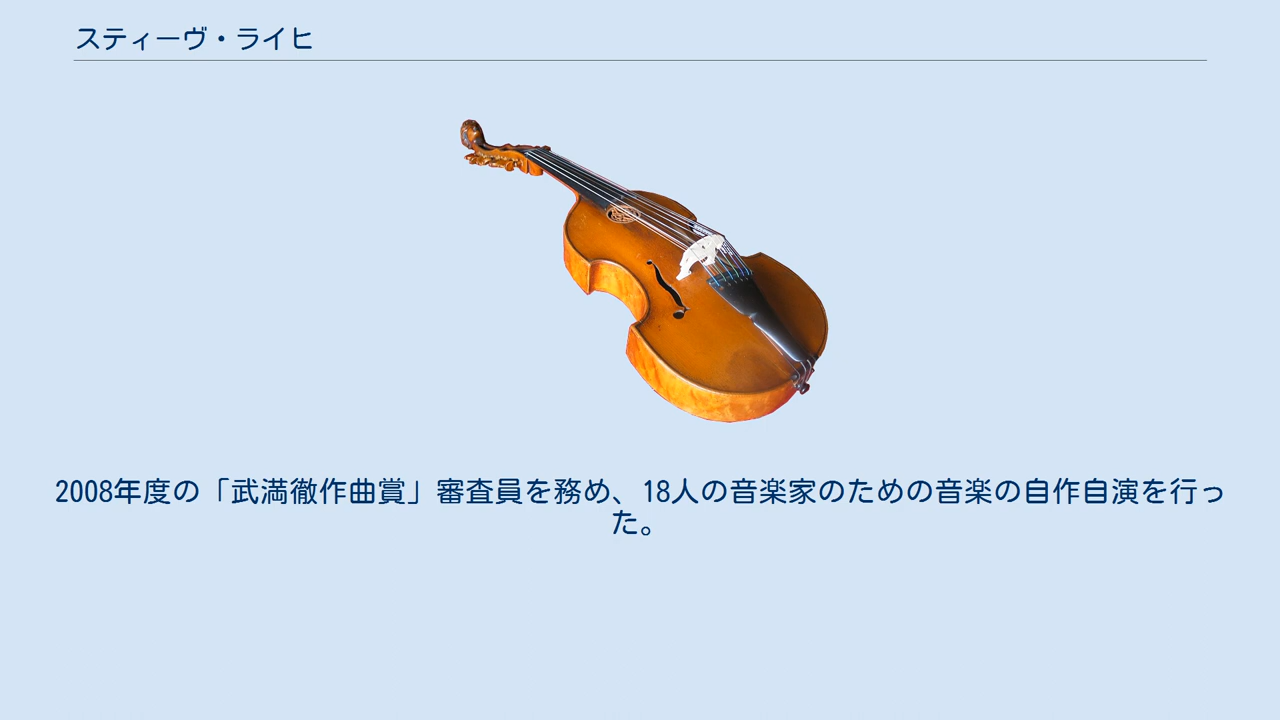 スティーヴ・ライヒ
2008年度の「武満徹作曲賞」審査員を務め、18人の音楽家のための音楽の自作自演を行っ
た。